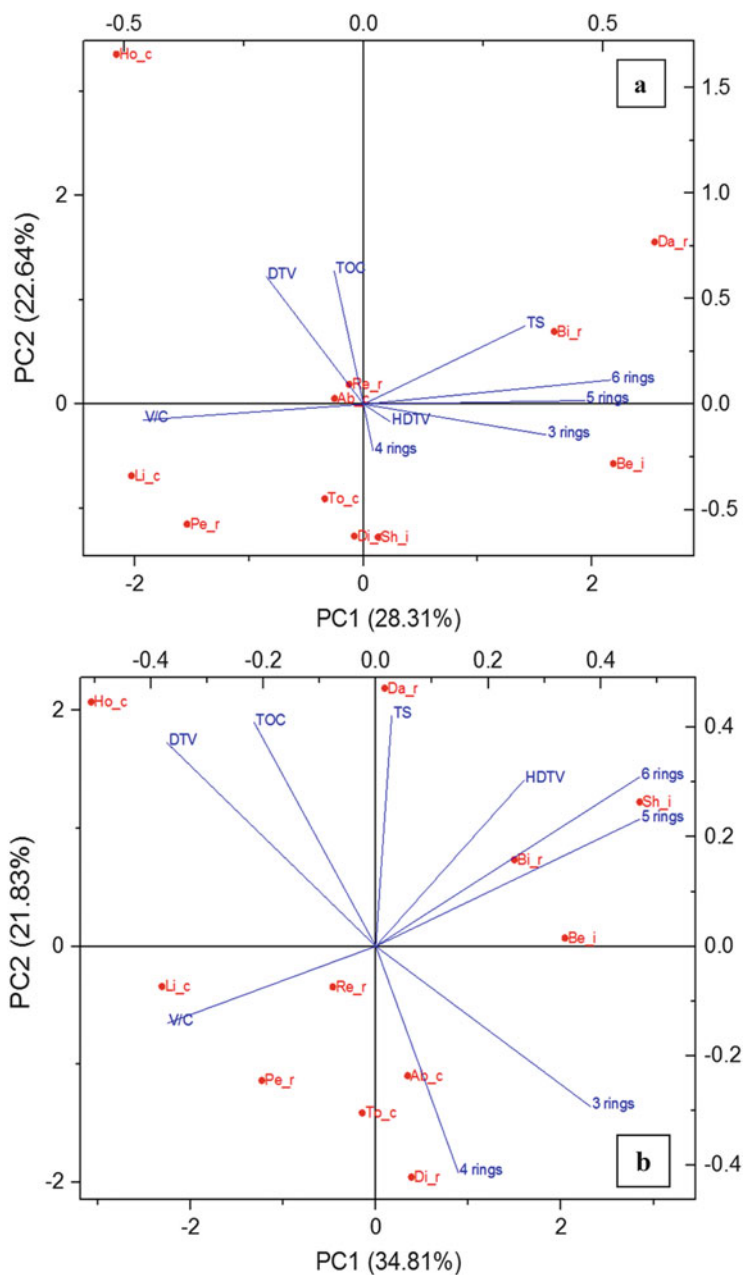 -0.5 0.0 0.5
a
Ho_c
1.5
2
1.0
Da_r
DTV TOC
0.5
TS
Bi_r
PC2 (22.64%)
Re_r
6 rings
Ab_c
5 rings
0
0.0
V/C
HDTV
3 rings
4 rings
Be_i
Li_c
To_c
-0.5
Pe_r
Di_ Sh_i
-2 0 2
PC1 (28.31%)
-0.4 -0.2 0.0 0.2 0.4
Da_r
2
Ho_c
TOC TS
0.4
DTV
6 rings
HDTV
Sh_i
5 rings
0.2
Bi_r
PC2 (21.83%)
Be_i
0
0.0
Li_c
Re_r
V/C
Pe_r
Ab_c
-0.2
3 rings
To_c
4 rings
-0.4
Di_r
-2
b
-2 0 2
PC1 (34.81%)